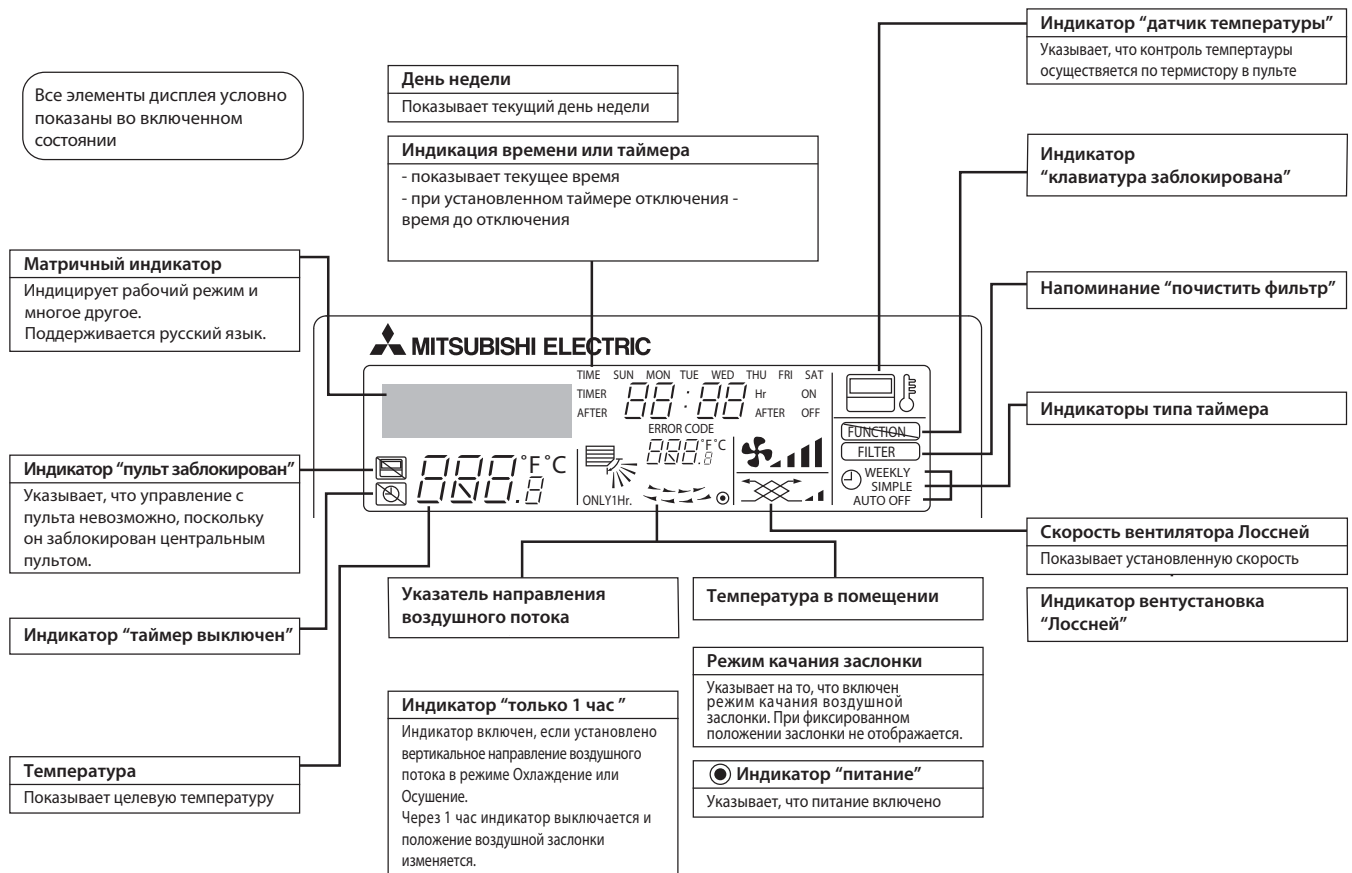 Индикатор “датчик температуры”
Указывает, что контроль темпертауры
осуществяется по термистору в пульте
Все элементы дисплея условно
показаны во включенном
состоянии
День недели
Показывает текущий день недели
Индикация времени или таймера
- показывает текущее время
- при установленном таймере отключения -
время до отключения
Индикатор
“клавиатура заблокирована”
Матричный индикатор
Индицирует рабочий режим и
многое другое.
Поддерживается русский язык.
Напоминание “почистить фильтр”
MITSUBISHI ELECTRIC
TIME SUN MON TUE WED THU FRI SAT
TIMER 88:88 Hr ON
AFTER AFTER OFF
ERROR CODE
FUNCTION
FILTER
°F°C
°F°C
ONLY1Hr.
WEEKLY
SIMPLE
AUTO OFF
Индикаторы типа таймера
Индикатор “пульт заблокирован”
Указывает, что управление с
пульта невозможно, поскольку
он заблокирован центральным
пультом.
Скорость вентилятора Лоссней
Показывает установленную скорость
Указатель направления
воздушного потока
Температура в помещении
Индикатор вентустановка
“Лоссней”
Индикатор “таймер выключен”
Режим качания заслонки
Указывает на то, что включен
режим качания воздушной
заслонки. При фиксированном
положении заслонки не отображается.
Индикатор “только 1 час ”
Индикатор включен, если установлено
вертикальное направление воздушного
потока в режиме Охлаждение или
Осушение.
Через 1 час индикатор выключается и
положение воздушной заслонки
изменяется.
Температура
Показывает целевую температуру
Индикатор “питание”
Указывает, что питание включено